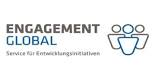 ENGAGEMENT
GLOBAL
Service für Entwicklungsinitiativen